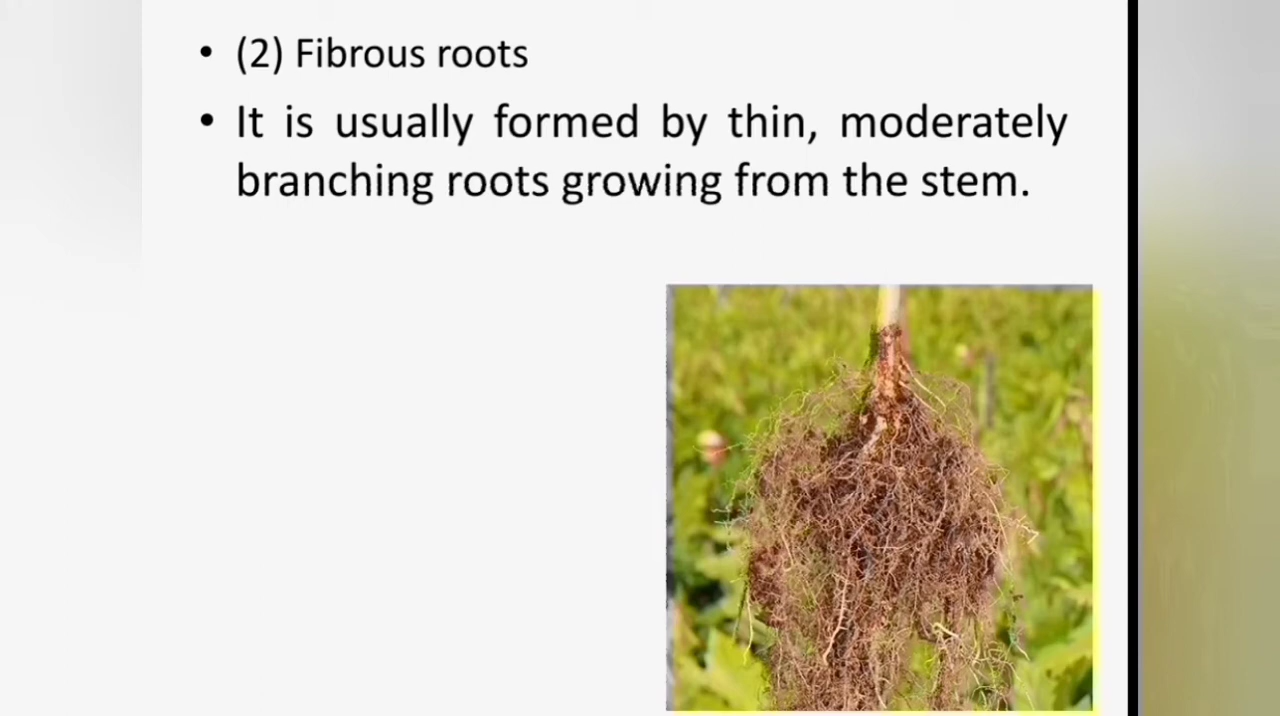 • (2) Fibrous roots
• It is usually formed by thin, moderately
branching roots growing from the stem.